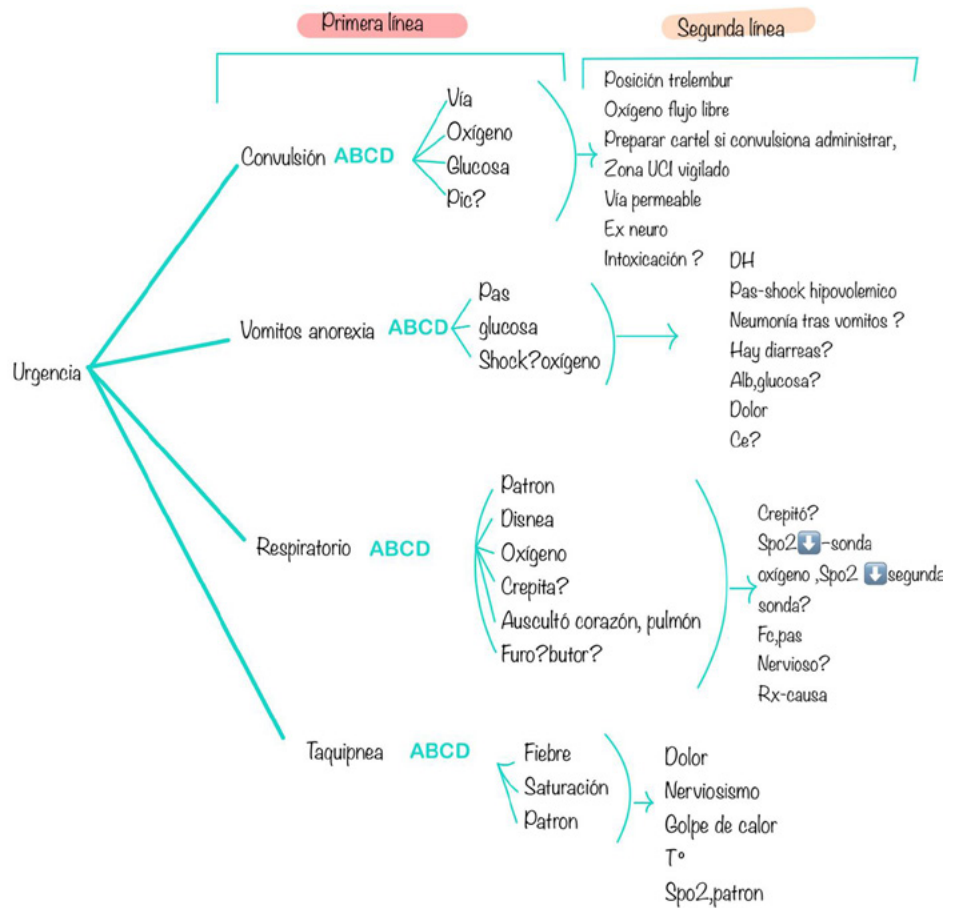 Primera línea
Segunda línea
Urgencia
Convulsión ABCD
Vía
Oxígeno
Glucosa
Pic?
Posición trelembur
Oxígeno flujo libre
Preparar cartel si convulsiona administrar,
Zona UCI vigilado
Vía permeable
Ex neuro
Intoxicación ?
Vomitos anorexia ABCD
Pas
glucosa
Shock?oxígeno
DH
Pas-shock hipovolemico
Neumonía tras vomitos ?
Hay diarreas?
Alb,glucosa?
Dolor
Ce?
Respiratorio ABCD
Patron
Disnea
Oxígeno
Crepita?
Auscultó corazón, pulmón
Furo?butor?
Crepitó?
Spo2⬇️-sonda
oxígeno ,Spo2 ⬇️segunda
sonda?
Fc,pas
Nervioso?
Rx-causa
Taquipnea ABCD
Fiebre
Saturación
Patron
Dolor
Nerviosismo
Golpe de calor
Tº
Spo2,patron